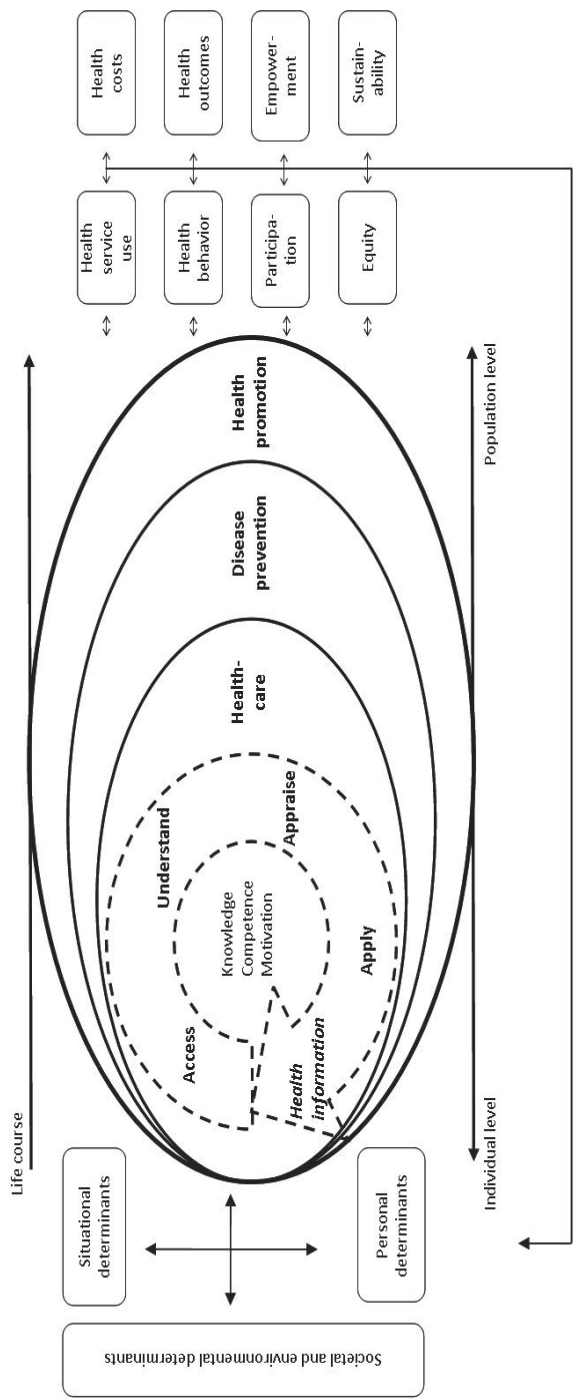 Life course
Societal and environmental determinants
Situational
determinants
Personal
determinants
Access
Understand
Appraise
Apply
Health
information
Knowledge
Competence
Motivation
Health-
care
Disease
prevention
Health
promotion
Individual level
Population level
Health
service
use
Health
costs
Health
behavior
Health
outcomes
Participa-
tion
Empower-
ment
Equity
Sustain-
ability